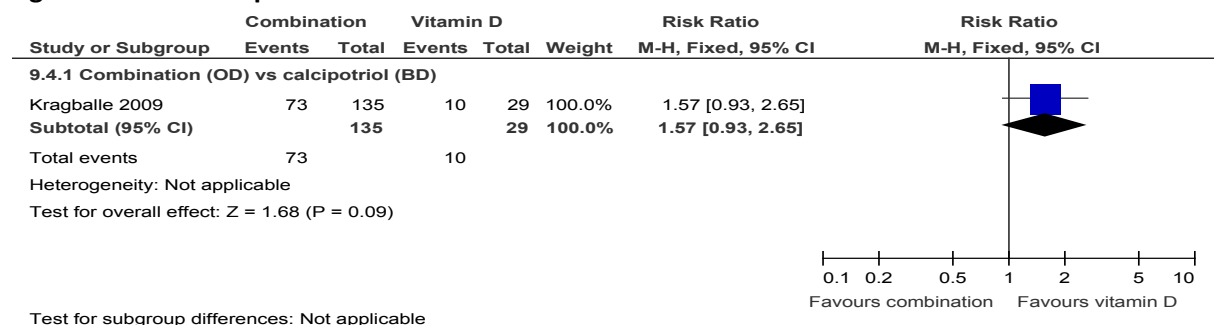 Combination Vitamin D Risk Ratio Risk Ratio
Study or Subgroup Events Total Events Total Weight M-H, Fixed, 95% CI M-H, Fixed, 95% CI
9.4.1 Combination (OD) vs calcipotriol (BD)
Kragballe 2009 73 135 10 29 100.0% 1.57 [0.93, 2.65]
Subtotal (95% CI) 135 29 100.0% 1.57 [0.93, 2.65]
Total events 73 10
Heterogeneity: Not applicable
Test for overall effect: Z = 1.68 (P = 0.09)
0.1 0.2 0.5 1 2 5 10
Favours combination Favours vitamin D
Test for subgroup differences: Not applicable